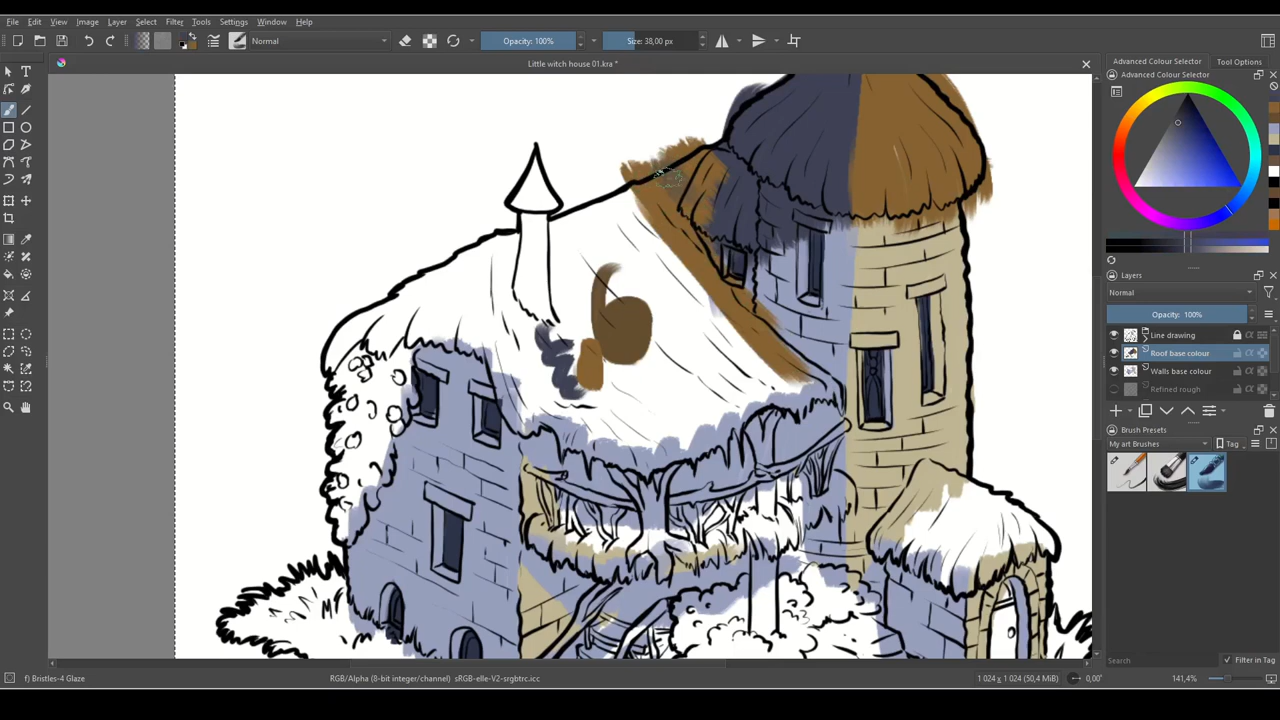 File Edit View Image Layer Select Filter Tools Settings Window Help
Normal Opacity: 100% Size: 38,00 px
Little witch house 01.kra *
Advanced Colour Selector Tool Options
Advanced Colour Selector
Layers
Normal
Opacity: 100%
Line drawing
Roof base colour
Walls base colour
Refined rough
Brush Presets
My art Brushes Tag
Search Filter in Tag
f) Bristles-4 Glaze RGB/Alpha (8-bit integer/channel) sRGB-elle-V2-srgbtrc.icc 1 024 x 1 024 (50,4 MiB) 0,00° 141,4%